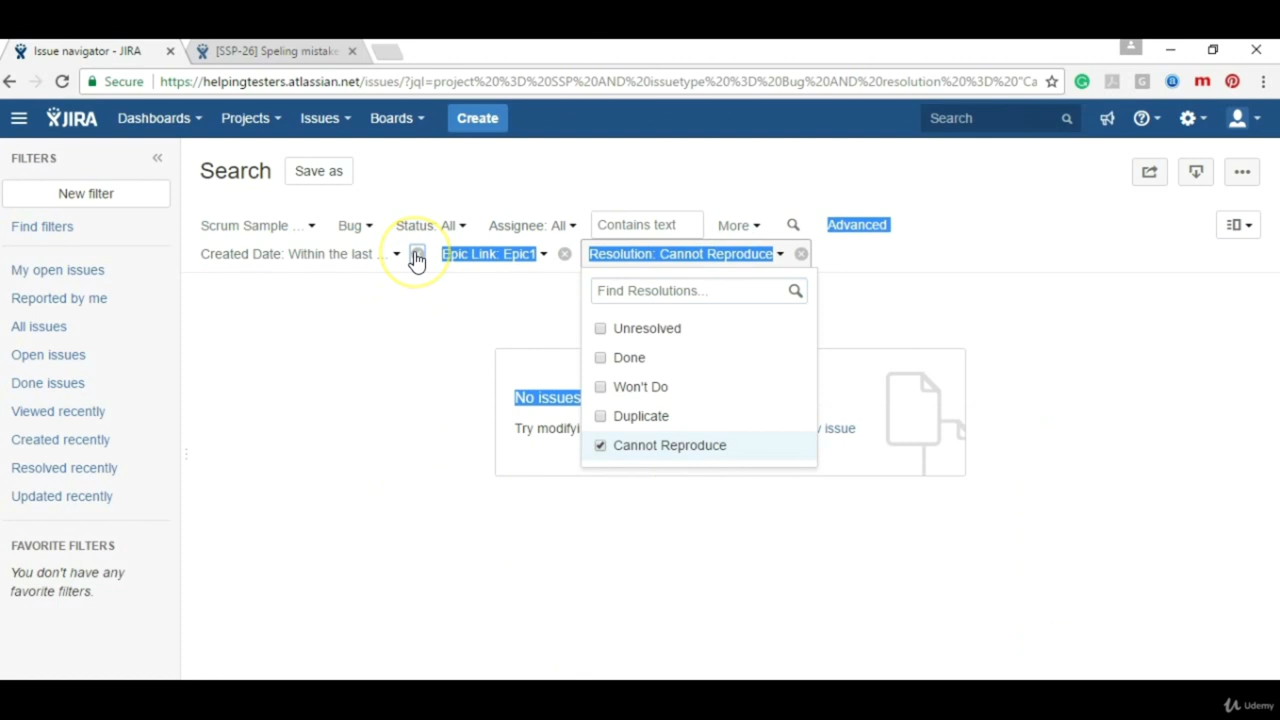 Issue navigator - JIRA
[SSP-26] Speling mistake
Secure
https://helpingtesters.atlassian.net/issues/?jql=project%20%3D%20SSP%20AND%20issuetype%20%3D%20Bug%20AND%20resolution%20%3D%20"Ca
JIRA Dashboards Projects Issues Boards Create Search
FILTERS
New filter
Find filters
My open issues
Reported by me
All issues
Open issues
Done issues
Viewed recently
Created recently
Resolved recently
Updated recently
FAVORITE FILTERS
You don't have any
favorite filters.
Search Save as
Scrum Sample ... Bug Status: All Assignee: All Contains text More Advanced
Created Date: Within the last ... Epic Link: Epic1 Resolution: Cannot Reproduce
Find Resolutions...
Unresolved
Done
Won't Do
Duplicate
Cannot Reproduce
No issues
Try modifyi
issue
Udemy